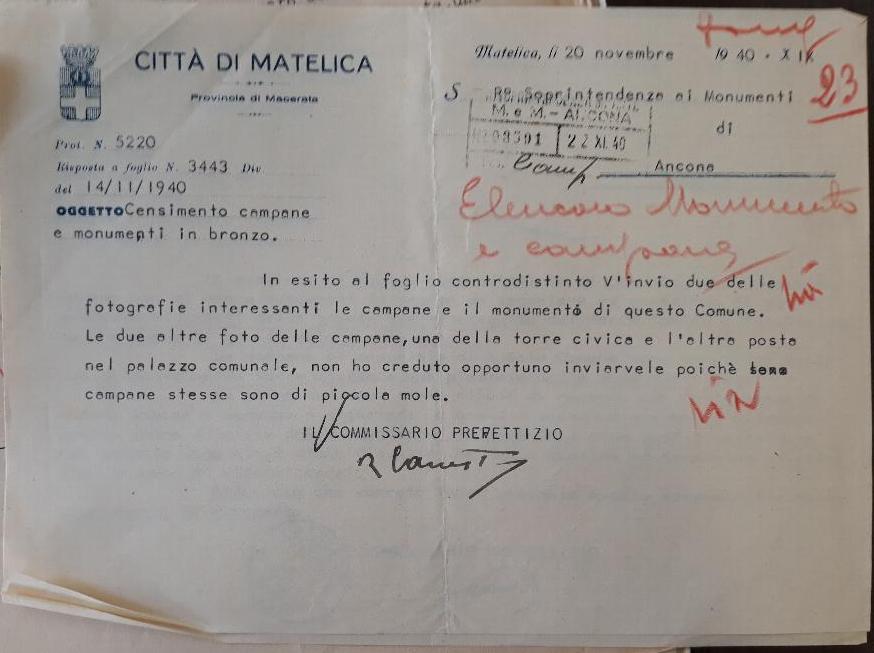 CITTÀ DI MATELICA
Provincia di Macerata
Matelica, lì 20 novembre 1940 - XIX
23
S RR Soprintendenza ai Monumenti
M. e M. - ANCONA
di
22 XI. 40
Ancona
Prot. N. 5220
Risposta a foglio N. 3443 Div.
del 14/11/1940
OGGETTO Censimento campane
e monumenti in bronzo.
Elencare Monumento
e campane
In esito al foglio controdistinto V'invio due delle
fotografie interessanti le campane e il monumento di questo Comune.
Le due altre foto delle campane, una della torre civica e l'altra posta
nel palazzo comunale, non ho creduto opportuno inviarvele poichè
campane stesse sono di piccola mole.
IL COMMISSARIO PREFETTIZIO